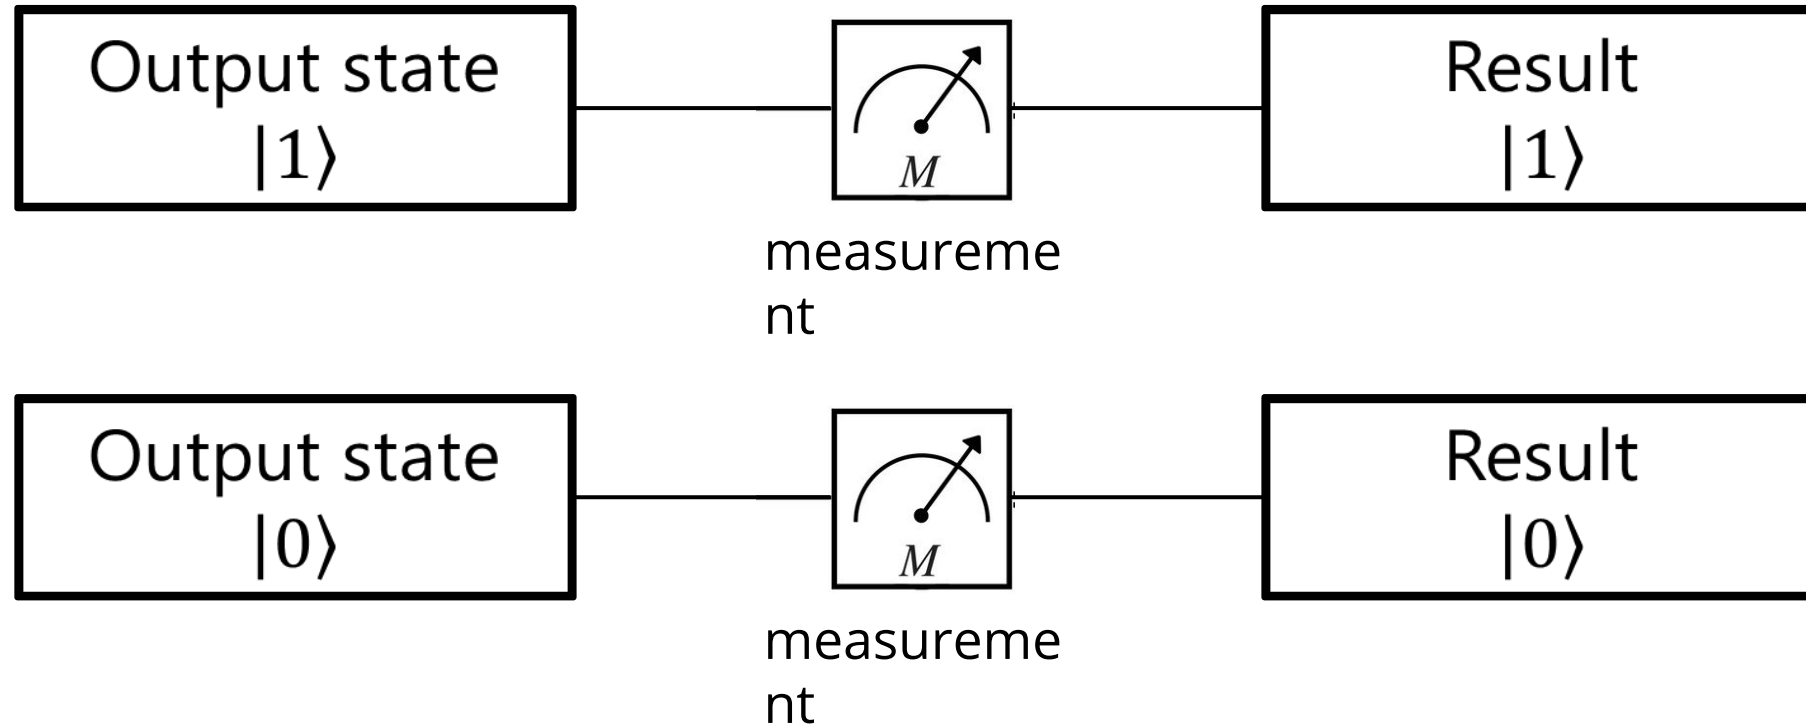 Output state
|1⟩
M
measureme
nt
Result
|1⟩
Output state
|0⟩
M
measureme
nt
Result
|0⟩